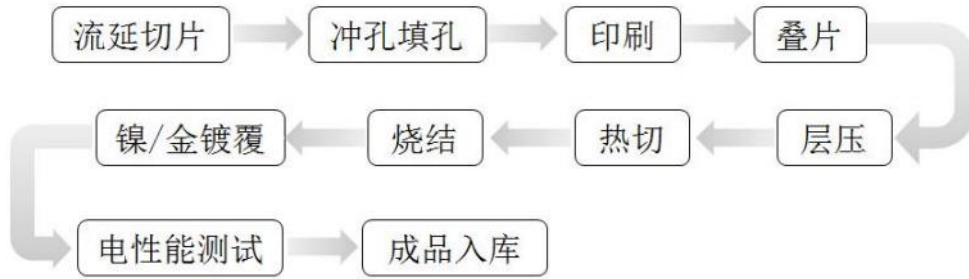 流延切片 冲孔填孔 印刷 叠片
层压 热切 烧结 镍/金镀覆
电性能测试 成品入库